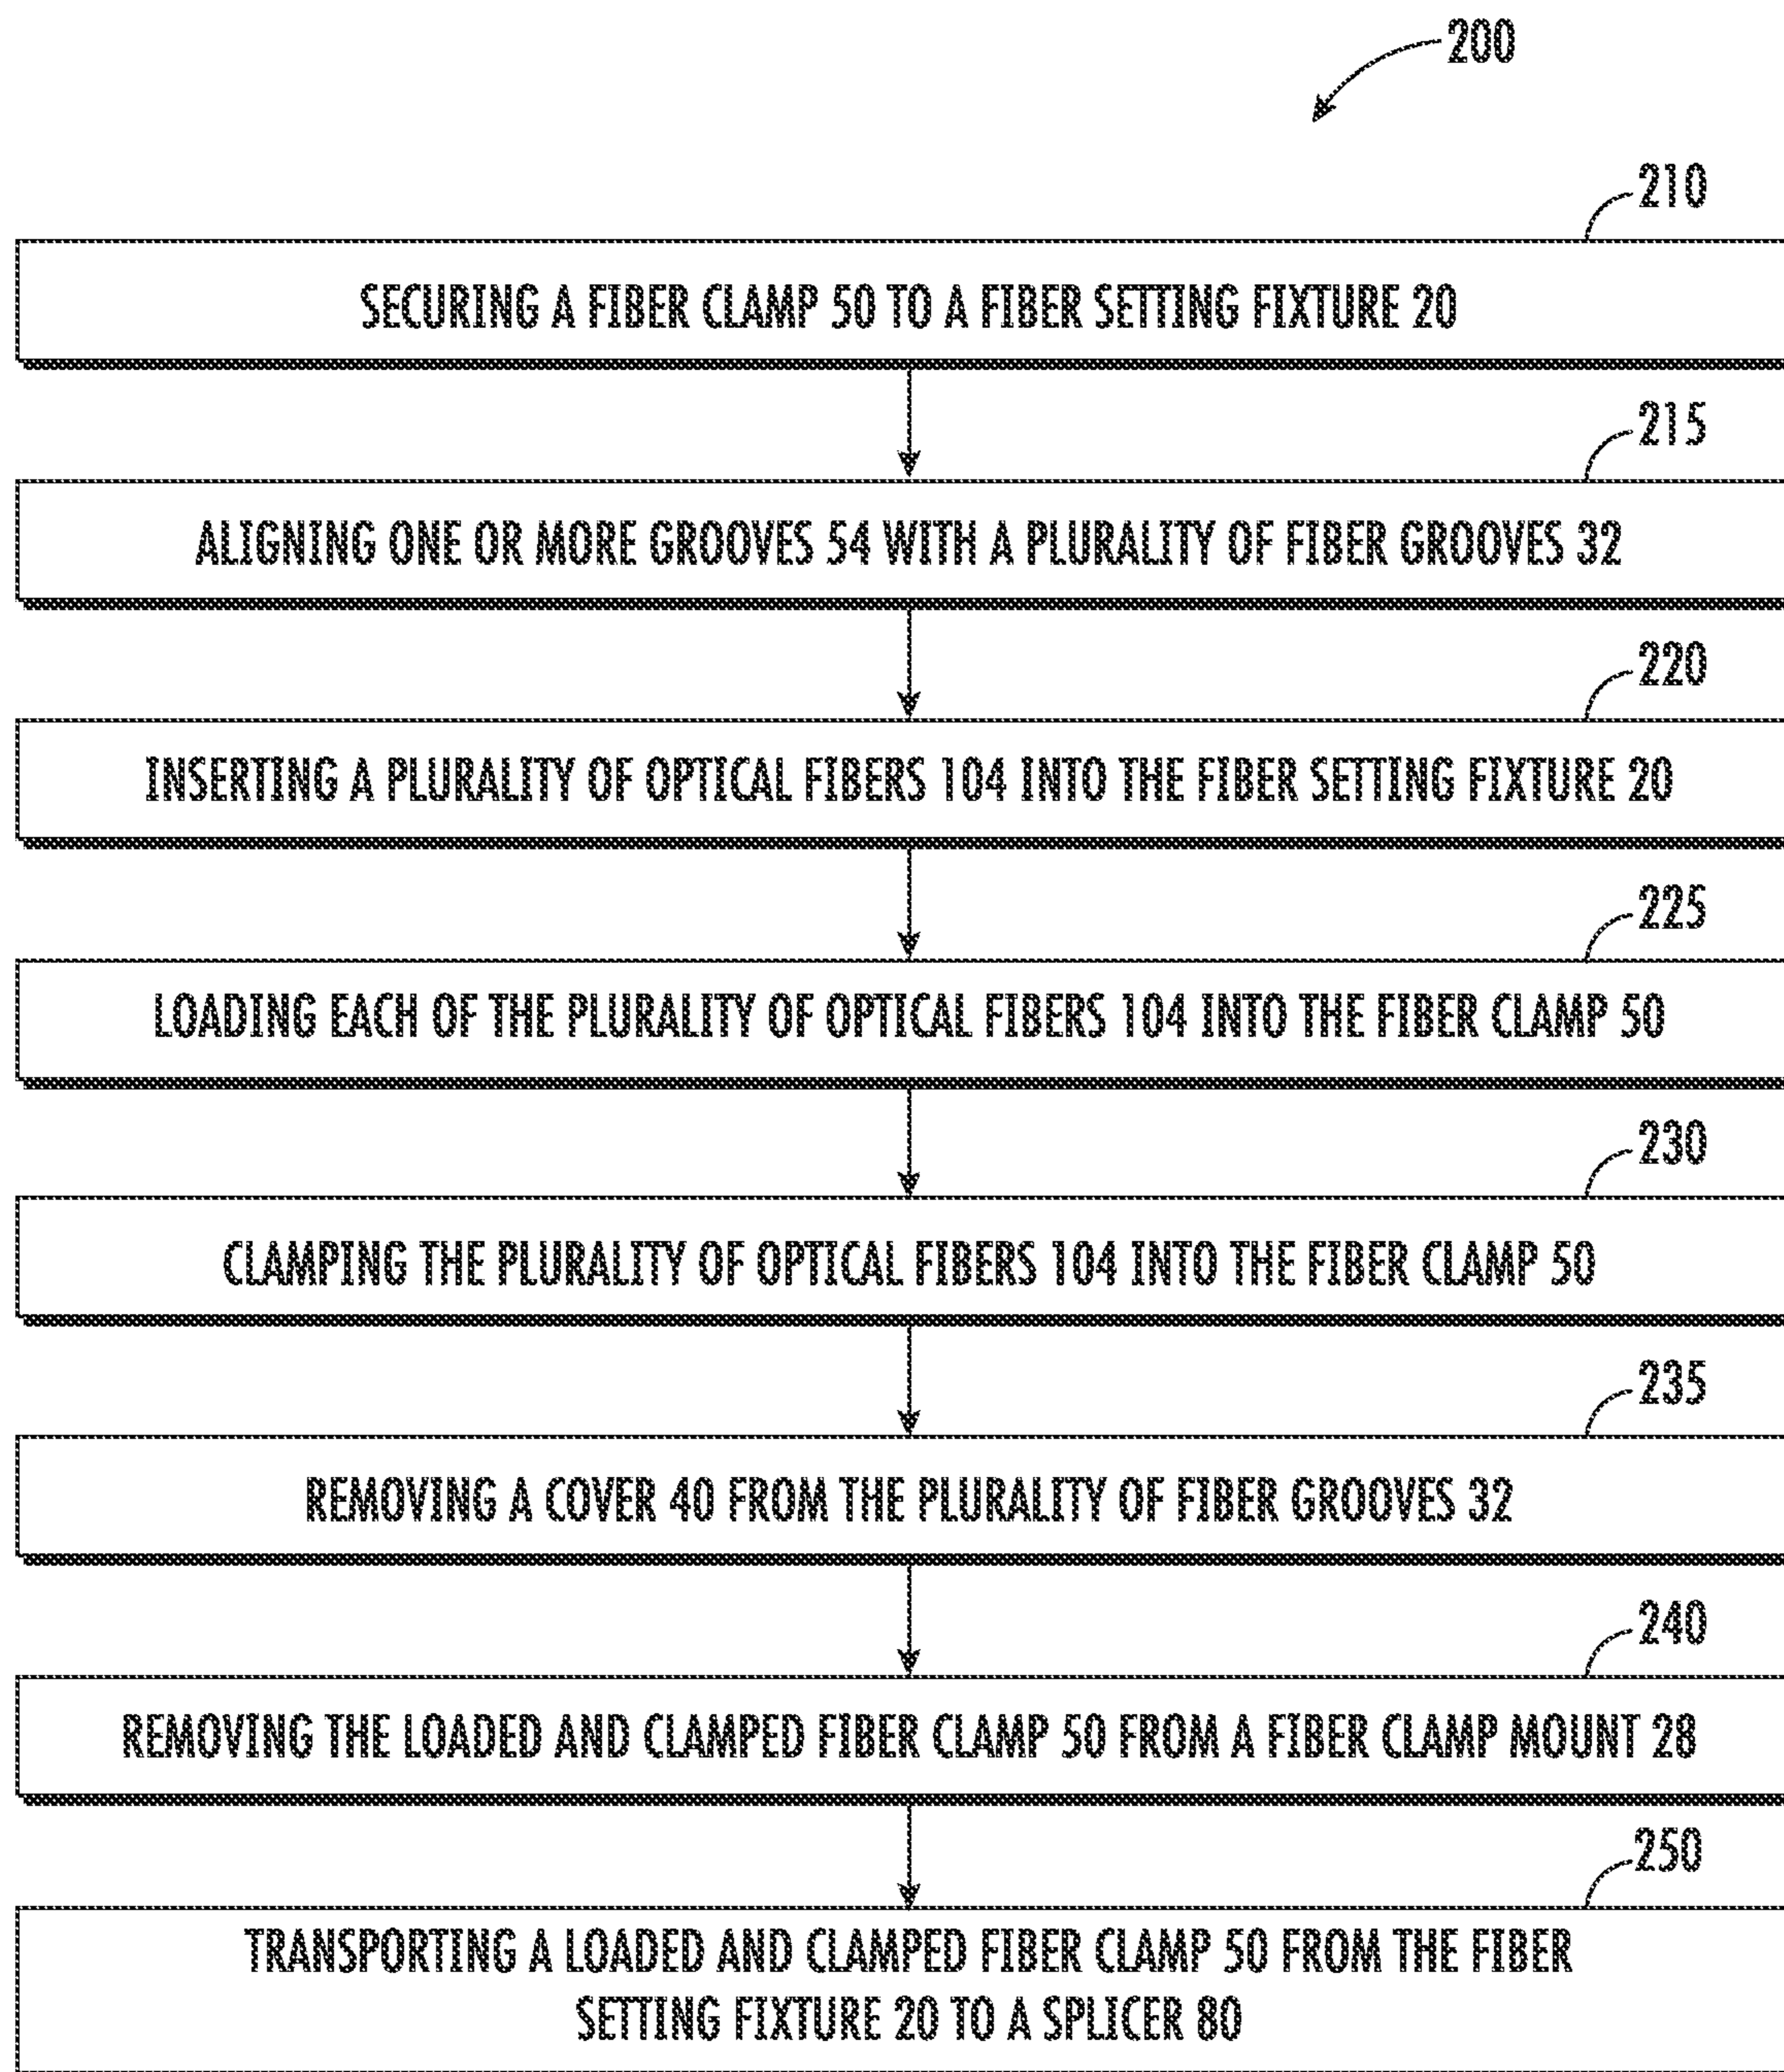 200
210
SECURING A FIBER CLAMP 50 TO A FIBER SETTING FIXTURE 20
215
ALIGNING ONE OR MORE GROOVES 54 WITH A PLURALITY OF FIBER GROOVES 32
220
INSERTING A PLURALITY OF OPTICAL FIBERS 104 INTO THE FIBER SETTING FIXTURE 20
225
LOADING EACH OF THE PLURALITY OF OPTICAL FIBERS 104 INTO THE FIBER CLAMP 50
230
CLAMPING THE PLURALITY OF OPTICAL FIBERS 104 INTO THE FIBER CLAMP 50
235
REMOVING A COVER 40 FROM THE PLURALITY OF FIBER GROOVES 32
240
REMOVING THE LOADED AND CLAMPED FIBER CLAMP 50 FROM A FIBER CLAMP MOUNT 28
250
TRANSPORTING A LOADED AND CLAMPED FIBER CLAMP 50 FROM THE FIBER
SETTING FIXTURE 20 TO A SPLICER 80